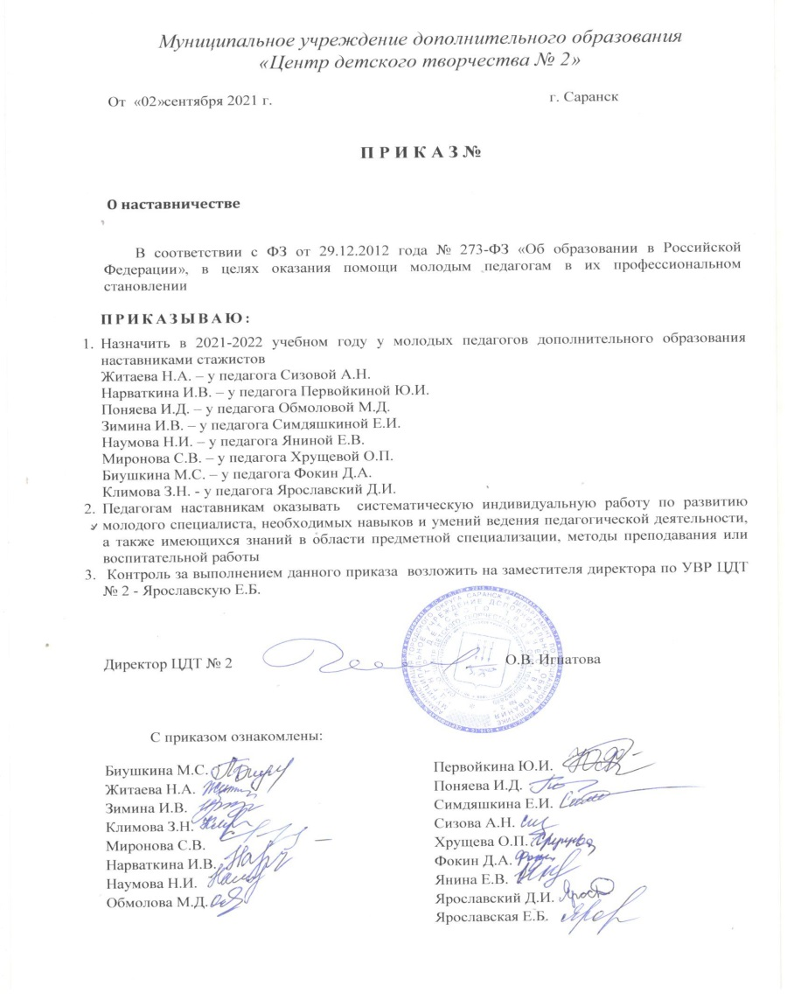 Муниципальное учреждение дополнительного образования
«Центр детского творчества № 2»
От «02»сентября 2021 г. г. Саранск
П Р И К А З №
О наставничестве
В соответствии с ФЗ от 29.12.2012 года № 273-ФЗ «Об образовании в Российской
Федерации», в целях оказания помощи молодым педагогам в их профессиональном
становлении
П Р И К А З Ы В А Ю :
1. Назначить в 2021-2022 учебном году у молодых педагогов дополнительного образования
наставниками стажистов
Житаева Н.А. – у педагога Сизовой А.Н.
Нарваткина И.В. – у педагога Первойкиной Ю.И.
Поняева И.Д. – у педагога Обмоловой М.Д.
Зимина И.В. – у педагога Симдяшкиной Е.И.
Наумова Н.И. – у педагога Яниной Е.В.
Миронова С.В. – у педагога Хрущевой О.П.
Биушкина М.С. – у педагога Фокин Д.А.
Климова З.Н. - у педагога Ярославский Д.И.
2. Педагогам наставникам оказывать систематическую индивидуальную работу по развитию
молодого специалиста, необходимых навыков и умений ведения педагогической деятельности,
а также имеющихся знаний в области предметной специализации, методы преподавания или
воспитательной работы
3. Контроль за выполнением данного приказа возложить на заместителя директора по УВР ЦДТ
№ 2 - Ярославскую Е.Б.
Директор ЦДТ № 2 О.В. Игнатова
С приказом ознакомлены:
Биушкина М.С.
Житаева Н.А.
Зимина И.В.
Климова З.Н.
Миронова С.В.
Нарваткина И.В.
Наумова Н.И.
Обмолова М.Д.
Первойкина Ю.И.
Поняева И.Д.
Симдяшкина Е.И.
Сизова А.Н.
Хрущева О.П.
Фокин Д.А.
Янина Е.В.
Ярославский Д.И.
Ярославская Е.Б.